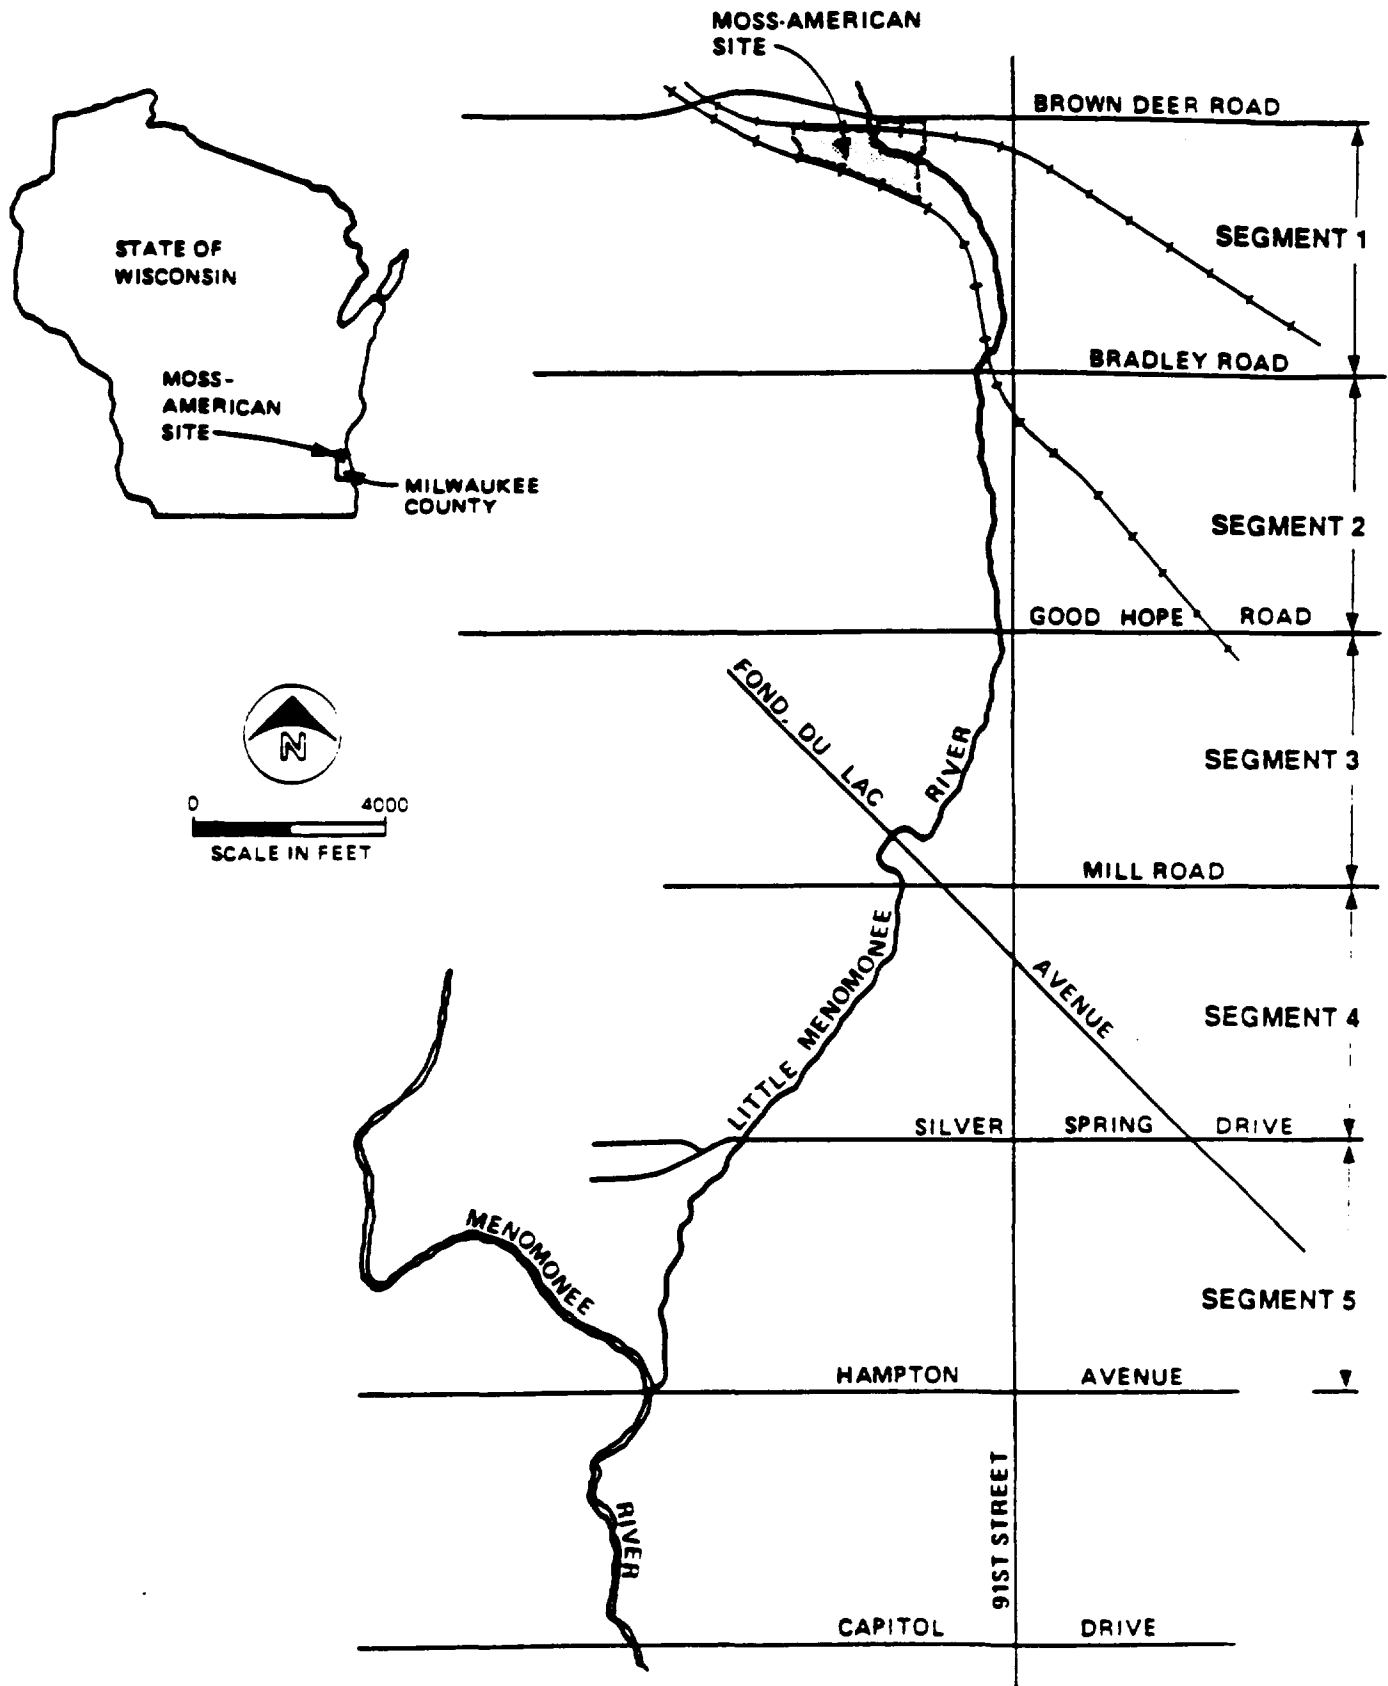 MOSS-AMERICAN
SITE
BROWN DEER ROAD
SEGMENT 1
STATE OF
WISCONSIN
BRADLEY ROAD
MOSS-
AMERICAN
SITE
MILWAUKEE
COUNTY
SEGMENT 2
GOOD HOPE ROAD
FOND. DU LAC
RIVER
SEGMENT 3
N
0 4000
SCALE IN FEET
MILL ROAD
LITTLE MENOMONEE
AVENUE
SEGMENT 4
SILVER SPRING DRIVE
MENOMONEE
SEGMENT 5
HAMPTON AVENUE
91ST STREET
RIVER
CAPITOL DRIVE